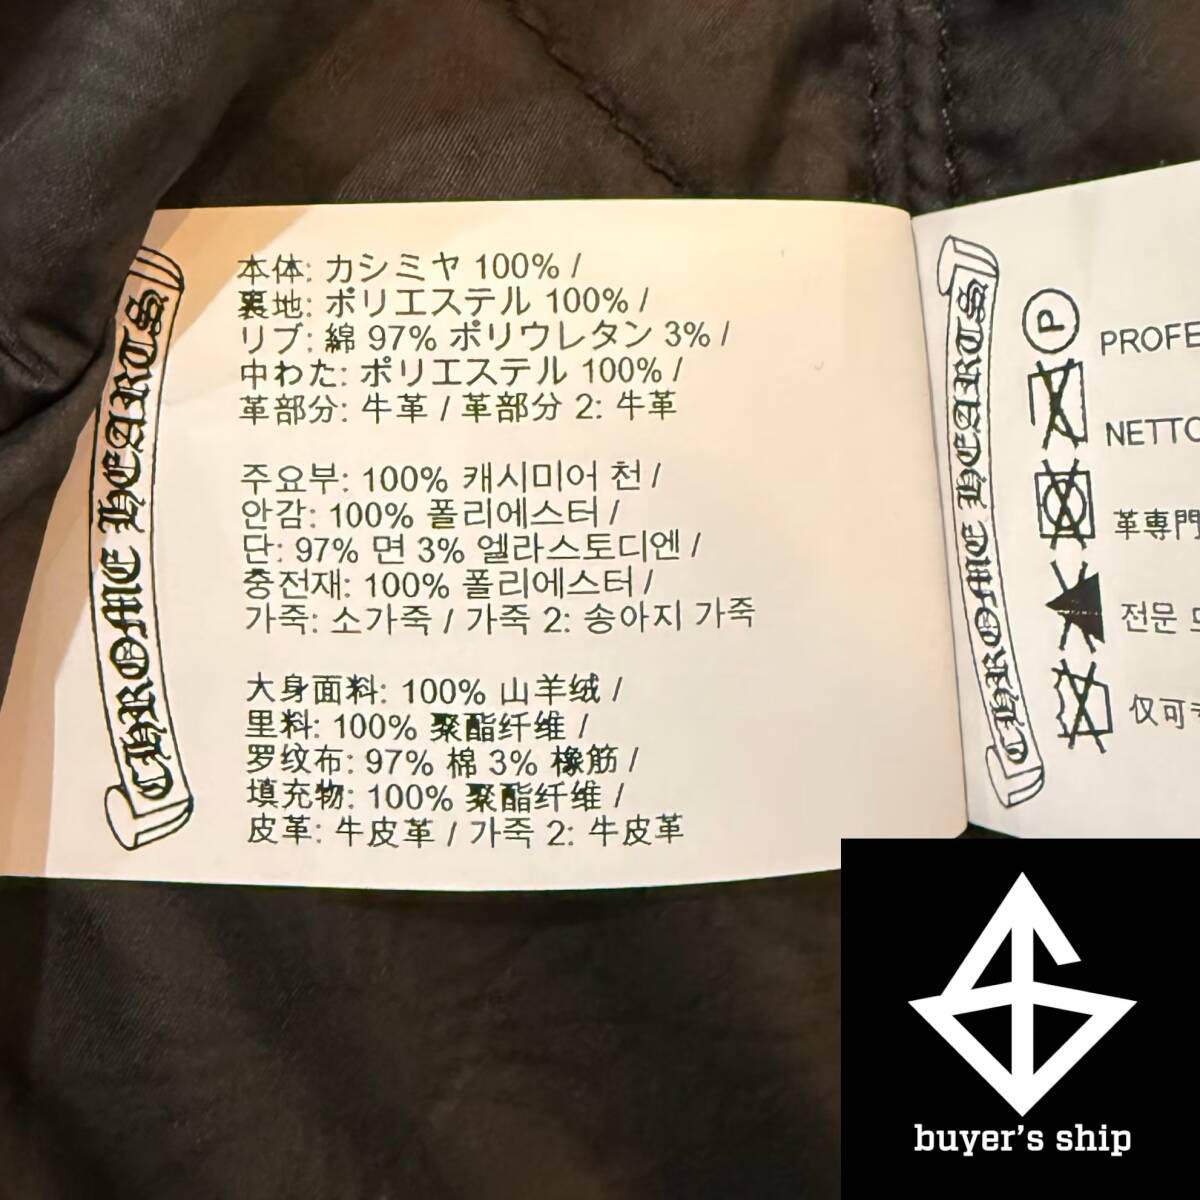 CHROME HEARTS
本体: カシミヤ 100% /
裏地: ポリエステル 100% /
リブ: 綿 97% ポリウレタン 3% /
中わた: ポリエステル 100% /
革部分: 牛革 / 革部分 2: 牛革
주요부: 100% 캐시미어 천 /
안감: 100% 폴리에스터 /
단: 97% 면 3% 엘라스토디엔 /
충전재: 100% 폴리에스터 /
가죽: 소가죽 / 가죽 2: 송아지 가죽
大身面料: 100% 山羊绒 /
里料: 100% 聚酯纤维 /
罗纹布: 97% 棉 3% 橡筋 /
填充物: 100% 聚酯纤维 /
皮革: 牛皮革 / 가죽 2: 牛皮革
CHROME HEARTS
P
PROFE
NETTO
革専門
전문
仅可
buyer's ship